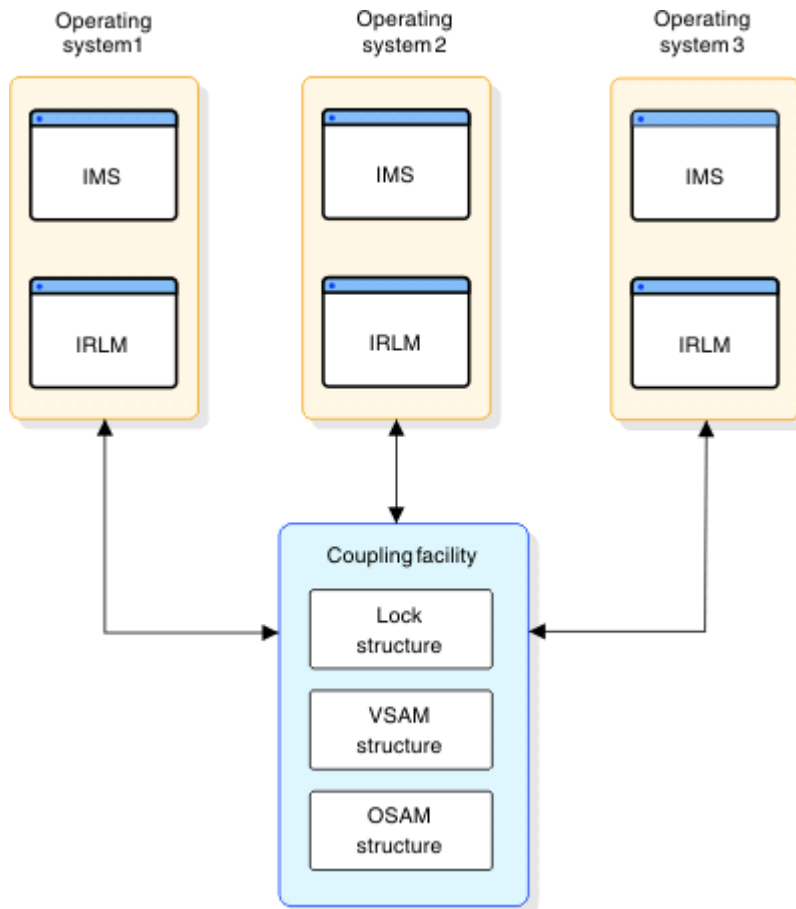 Operating
system1
Operating
system 2
Operating
system 3
IMS
IMS
IMS
IRLM
IRLM
IRLM
Coupling facility
Lock
structure
VSAM
structure
OSAM
structure